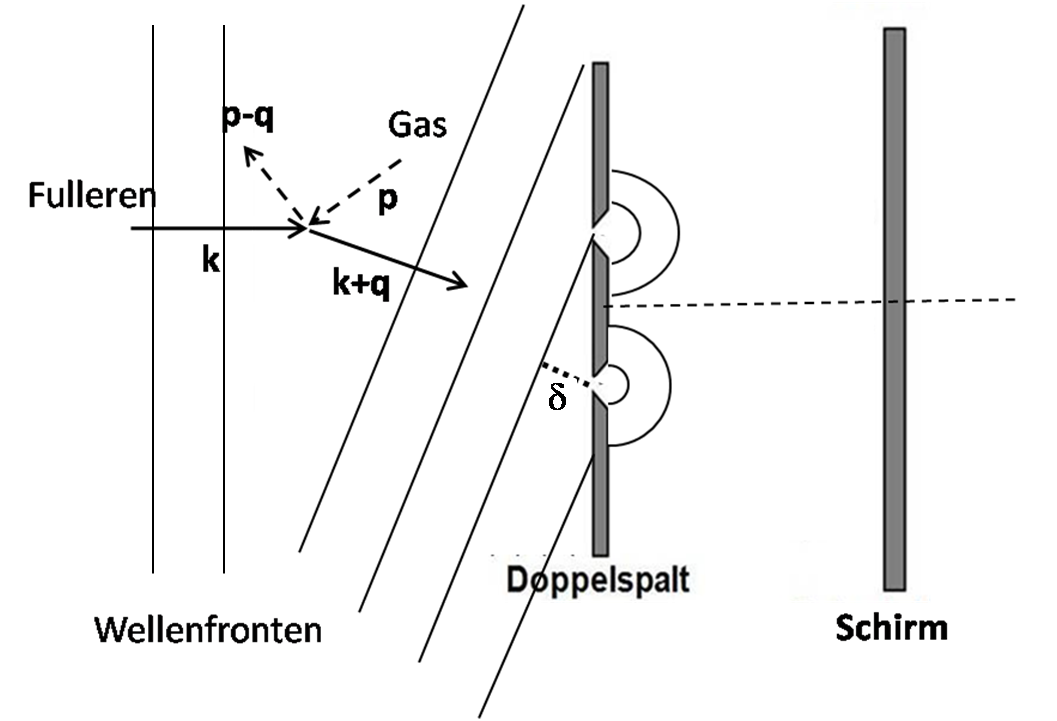 p-q
Gas
Fulleren
p
k
k+q
δ
Doppelspalt
Wellenfronten
Schirm